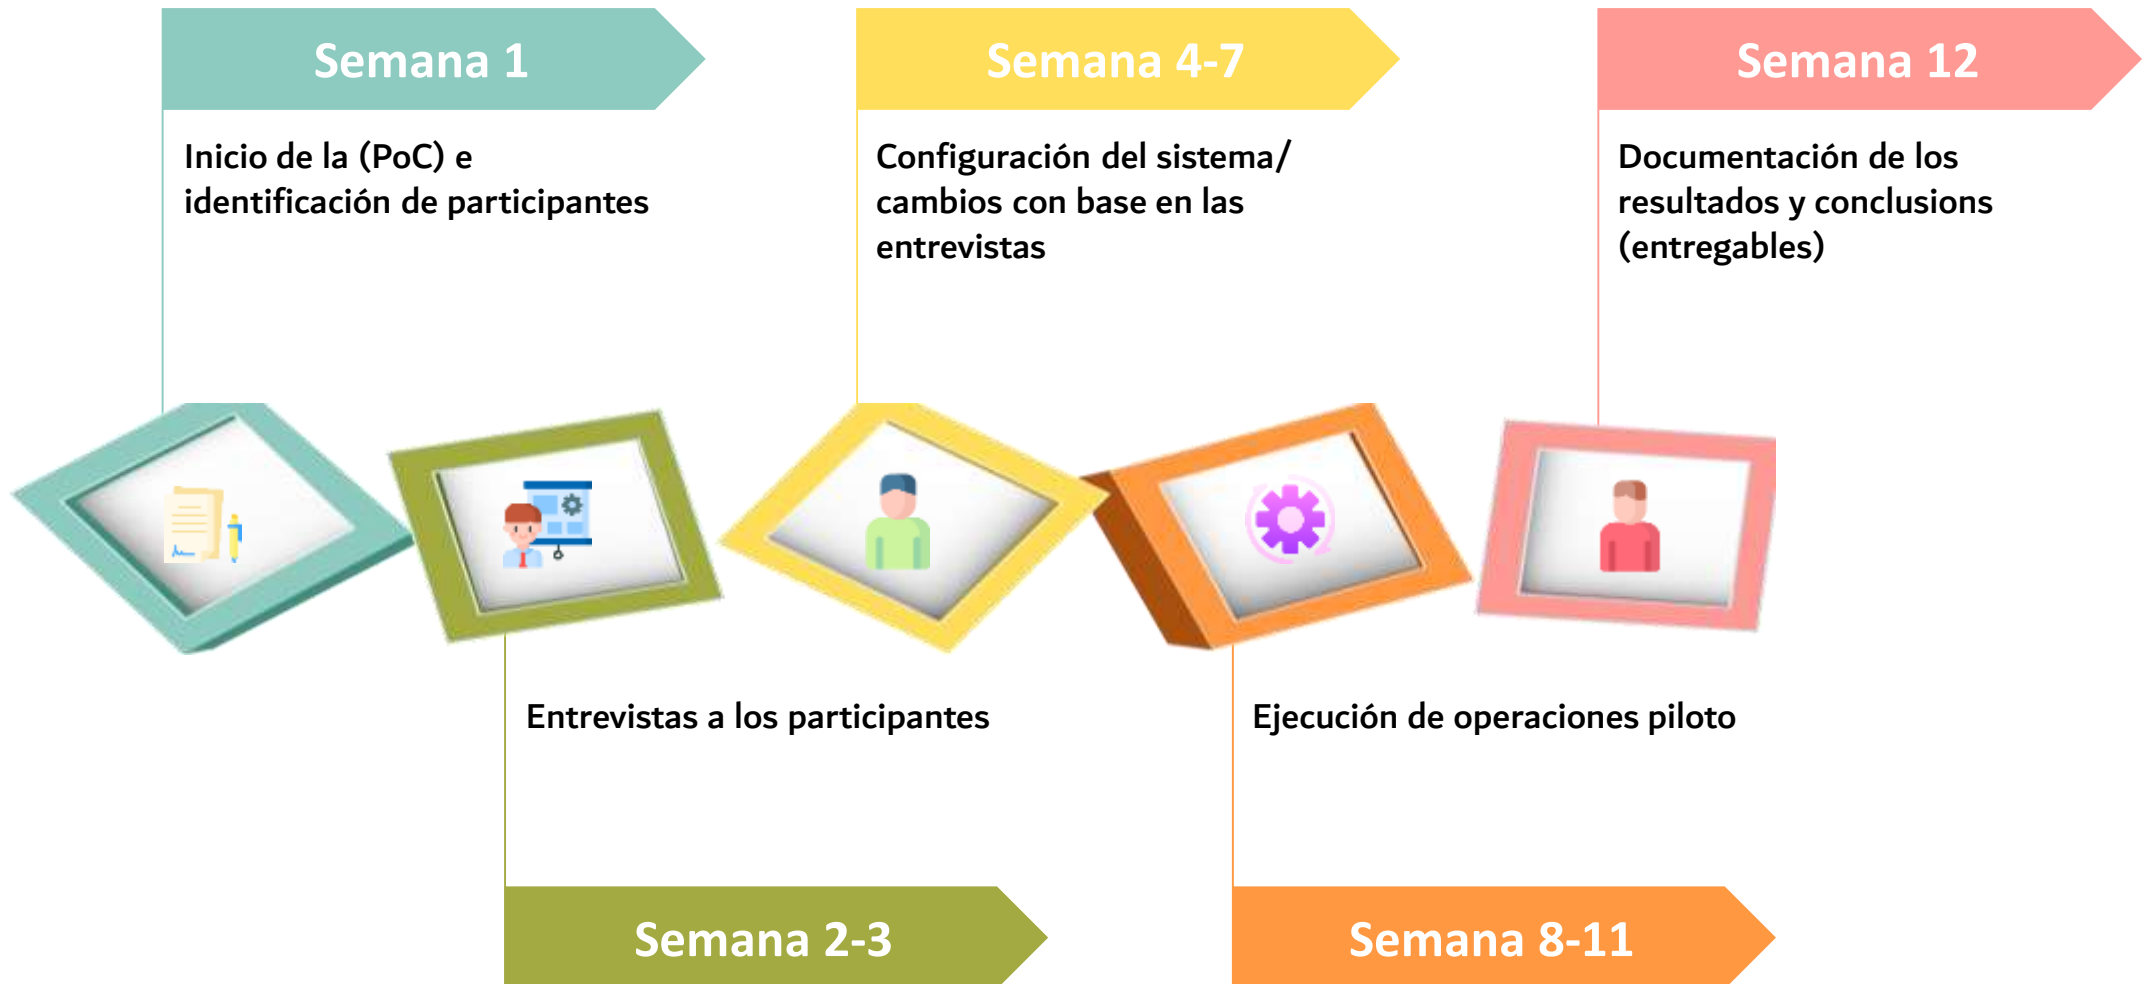 Semana 1
Inicio de la (PoC) e
identificación de participantes
Semana 4-7
Configuración del sistema/
cambios con base en las
entrevistas
Semana 12
Documentación de los
resultados y conclusions
(entregables)
Entrevistas a los participantes
Semana 2-3
Ejecución de operaciones piloto
Semana 8-11